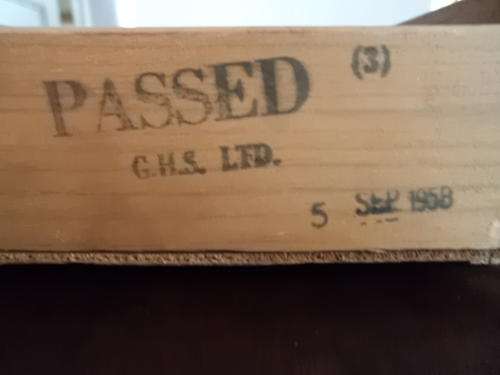 PASSED (3)
G.H.S. LTD.
5 SEP 1958